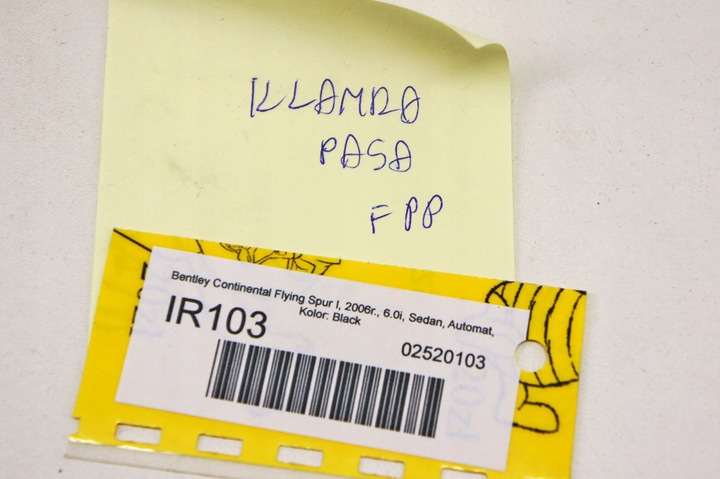 KLAMRA
PASA
FPP
Bentley Continental Flying Spur I, 2006r., 6.0i, Sedan, Automat,
Kolor: Black
IR103
02520103